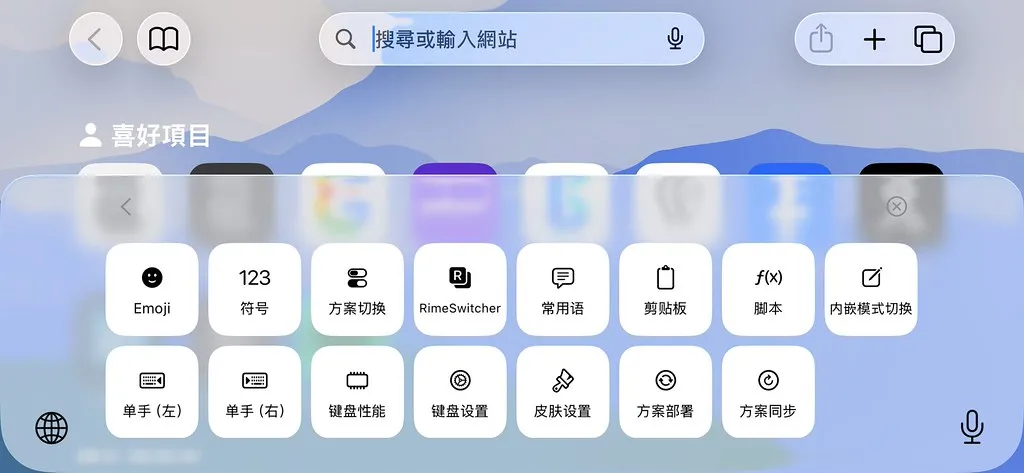 搜尋或輸入網站
喜好項目
Emoji
123
符号
方案切换
R
RimeSwitcher
常用语
剪贴板
f(x)
脚本
内嵌模式切换
单手 (左)
单手 (右)
键盘性能
键盘设置
皮肤设置
方案部署
方案同步